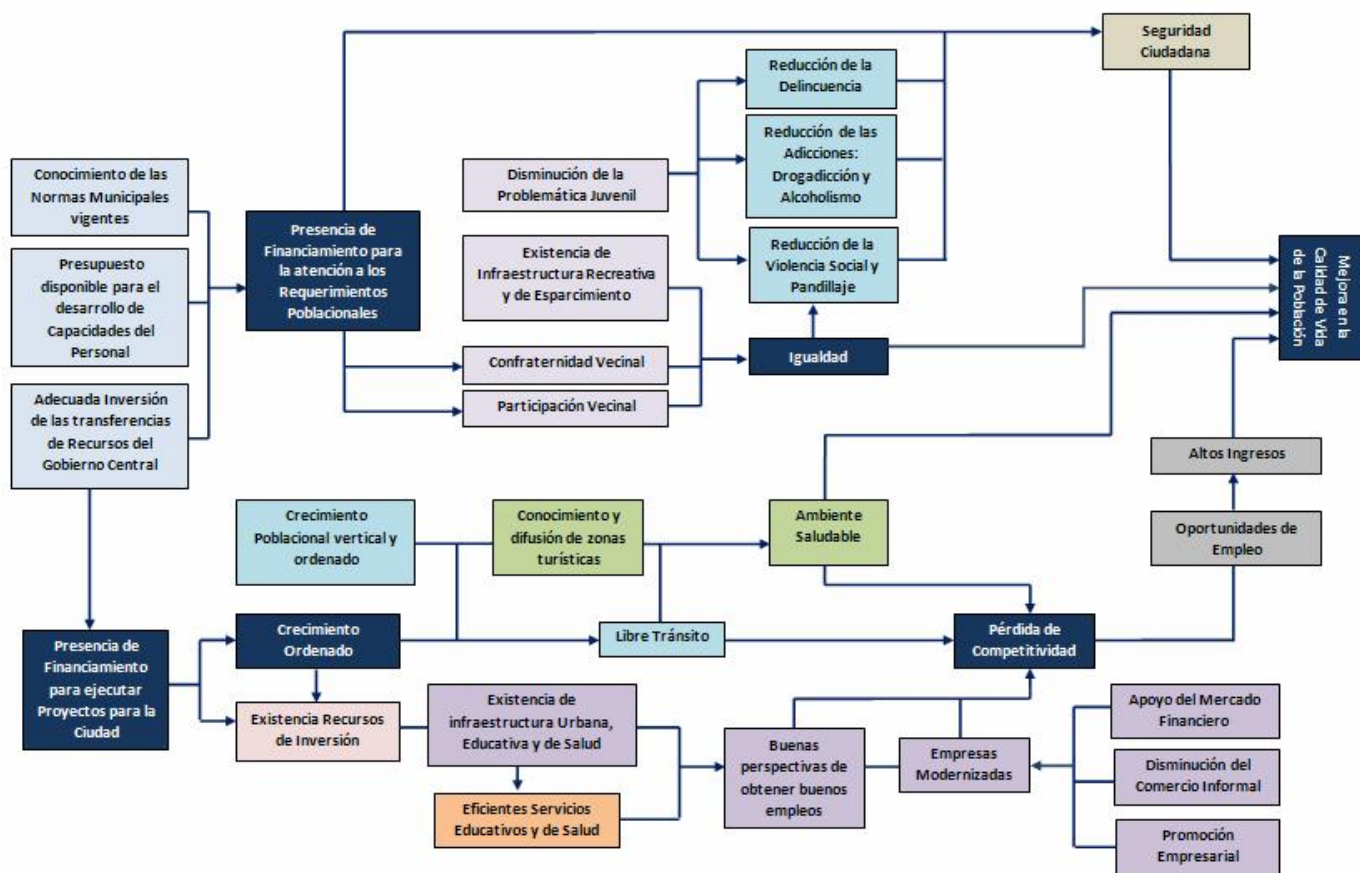 Seguridad
Ciudadana
Reducción de la
Delincuencia
Reducción de las
Adicciones:
Drogadicción y
Alcoholismo
Reducción de la
Violencia Social y
Pandillaje
Disminución de la
Problemática Juvenil
Existencia de
Infraestructura Recreativa
y de Esparcimiento
Confraternidad Vecinal
Participación Vecinal
Igualdad
Conocimiento de las
Normas Municipales
vigentes
Presupuesto
disponible para el
desarrollo de
Capacidades del
Personal
Adecuada Inversión
de las transferencias
de Recursos del
Gobierno Central
Presencia de
Financiamiento para
la atención a los
Requerimientos
Poblacionales
Mejora en la
Calidad de Vida
de la Población
Altos Ingresos
Oportunidades de
Empleo
Crecimiento
Poblacional vertical y
ordenado
Conocimiento y
difusión de zonas
turísticas
Ambiente
Saludable
Presencia de
Financiamiento
para ejecutar
Proyectos para la
Ciudad
Crecimiento
Ordenado
Libre Tránsito
Pérdida de
Competitividad
Existencia Recursos
de Inversión
Existencia de
infraestructura Urbana,
Educativa y de Salud
Eficientes Servicios
Educativos y de Salud
Buenas
perspectivas de
obtener buenos
empleos
Empresas
Modernizadas
Apoyo del Mercado
Financiero
Disminución del
Comercio Informal
Promoción
Empresarial